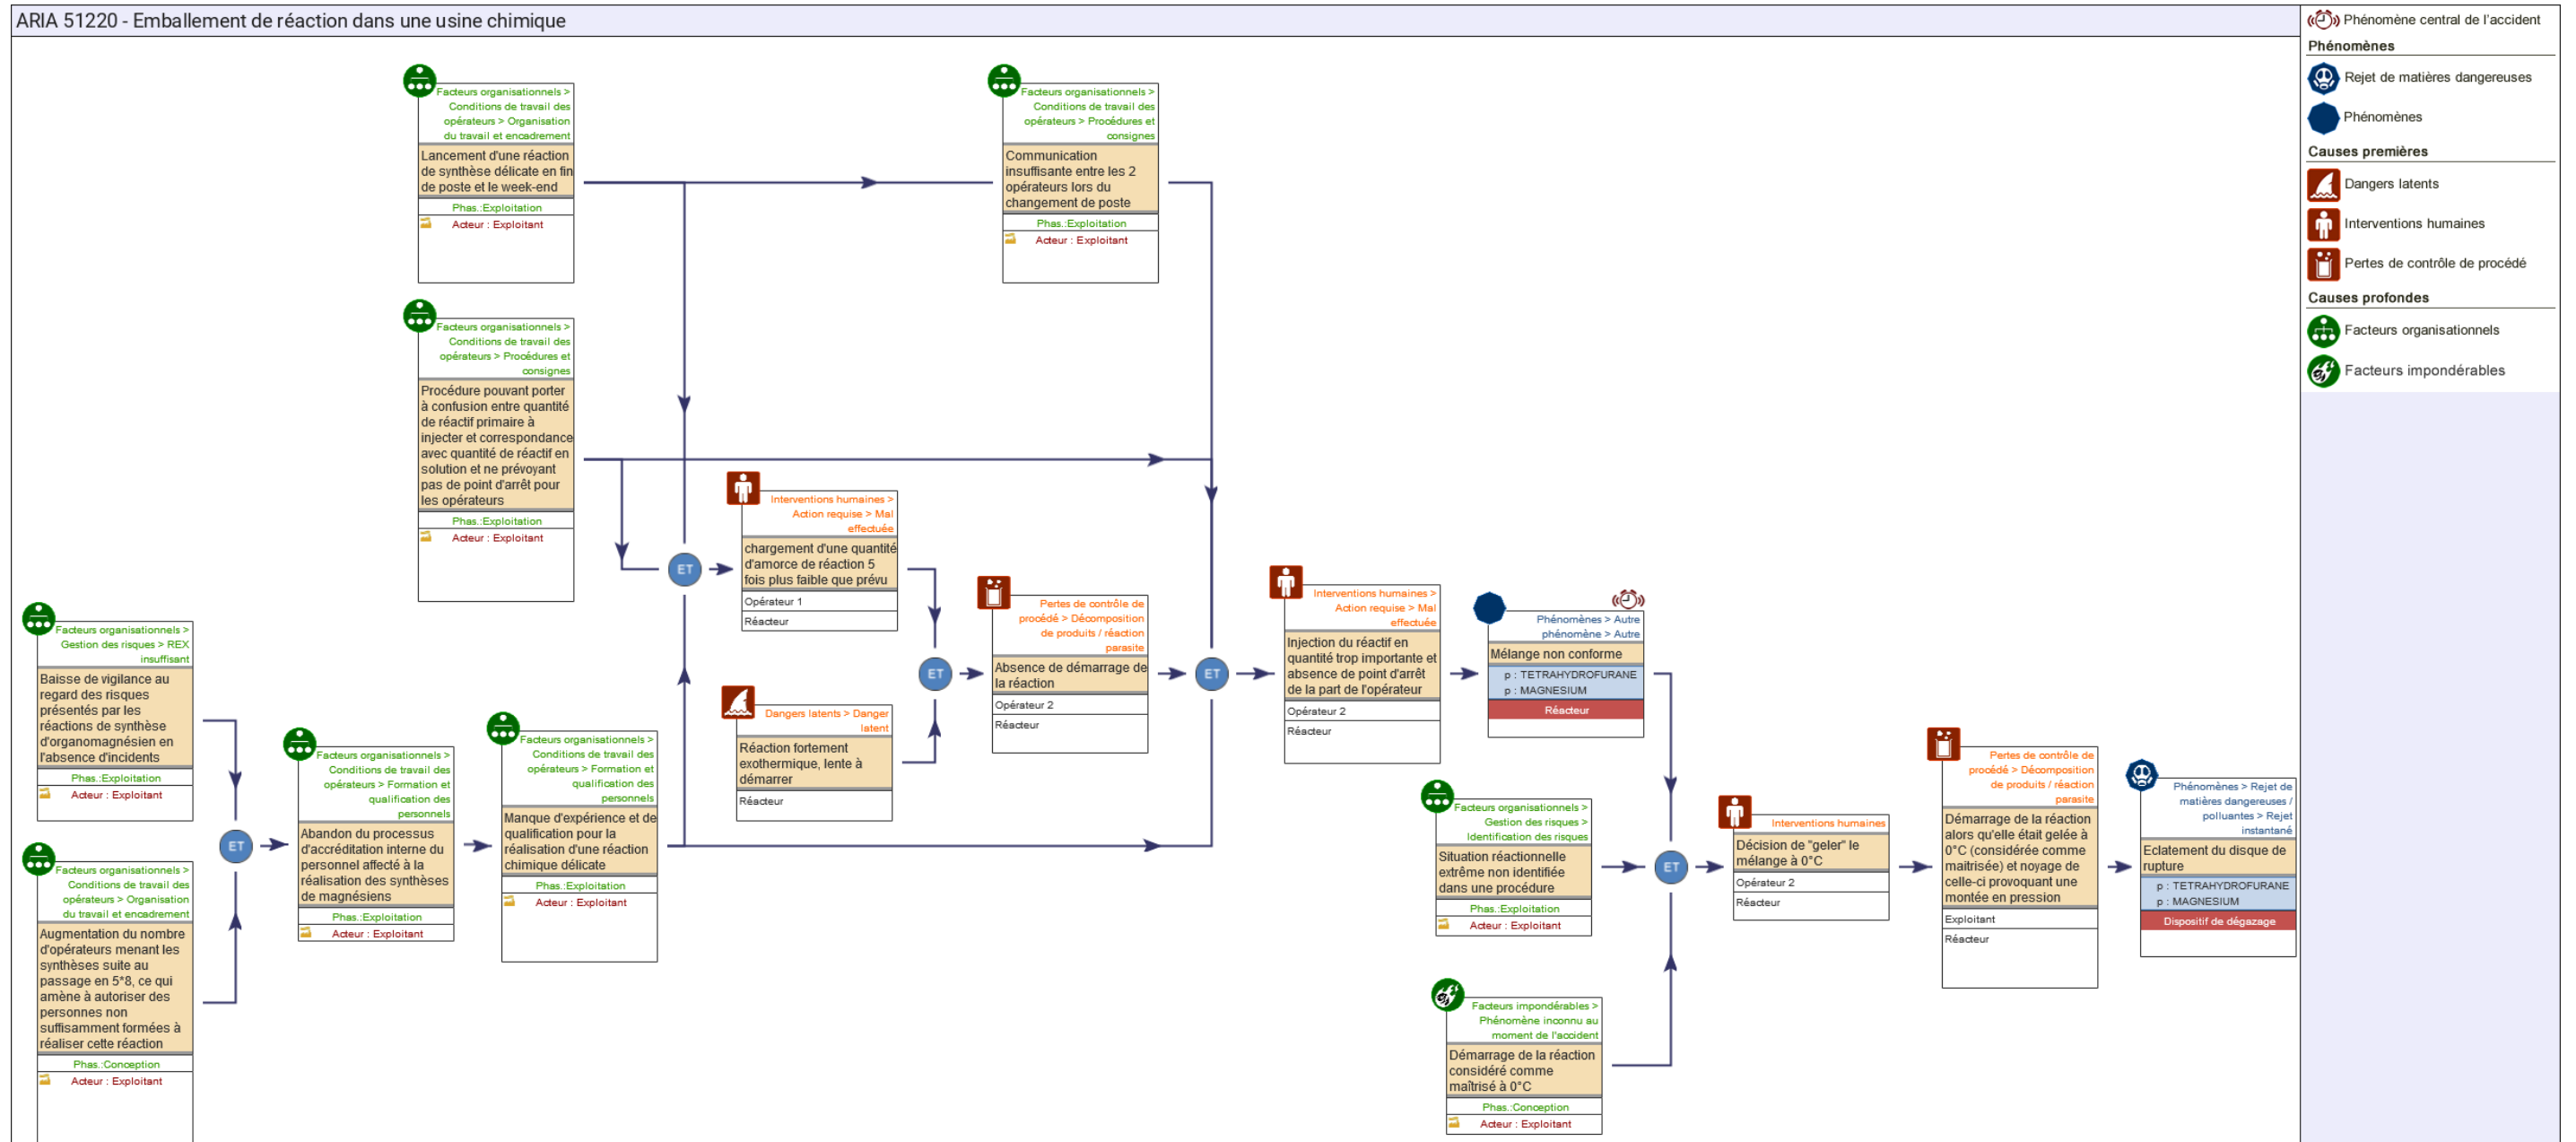 ARIA 51220 - Emballement de réaction dans une usine chimique
Facteurs organisationnels >
Conditions de travail des
opérateurs > Organisation
du travail et encadrement
Lancement d'une réaction
de synthèse délicate en fin
de poste et le week-end
Phas.:Exploitation
Acteur : Exploitant
Facteurs organisationnels >
Conditions de travail des
opérateurs > Procédures et
consignes
Communication
insuffisante entre les 2
opérateurs lors du
changement de poste
Phas.:Exploitation
Acteur : Exploitant
Facteurs organisationnels >
Conditions de travail des
opérateurs > Procédures et
consignes
Procédure pouvant porter
à confusion entre quantité
de réactif primaire à
injecter et correspondance
avec quantité de réactif en
solution et ne prévoyant
pas de point d'arrêt pour
les opérateurs
Phas.:Exploitation
Acteur : Exploitant
Facteurs organisationnels >
Gestion des risques > REX
insuffisant
Baisse de vigilance au
regard des risques
présentés par les
réactions de synthèse
d'organomagnésien en
l'absence d'incidents
Phas.:Exploitation
Acteur : Exploitant
Facteurs organisationnels >
Conditions de travail des
opérateurs > Organisation
du travail et encadrement
Augmentation du nombre
d'opérateurs menant les
synthèses suite au
passage en 5*8, ce qui
amène à autoriser des
personnes non
suffisamment formées à
réaliser cette réaction
Phas.:Conception
Acteur : Exploitant
ET
Facteurs organisationnels >
Conditions de travail des
opérateurs > Formation et
qualification des
personnels
Abandon du processus
d'accréditation interne du
personnel affecté à la
réalisation des synthèses
de magnésiens
Phas.:Exploitation
Acteur : Exploitant
Facteurs organisationnels >
Conditions de travail des
opérateurs > Formation et
qualification des
personnels
Manque d'expérience et de
qualification pour la
réalisation d'une réaction
chimique délicate
Phas.:Exploitation
Acteur : Exploitant
ET
Interventions humaines >
Action requise > Mal
effectuée
chargement d'une quantité
d'amorce de réaction 5
fois plus faible que prévu
Opérateur 1
Réacteur
Dangers latents > Danger
latent
Réaction fortement
exothermique, lente à
démarrer
Réacteur
ET
Pertes de contrôle de
procédé > Décomposition
de produits / réaction
parasite
Absence de démarrage de
la réaction
Opérateur 2
Réacteur
ET
Interventions humaines >
Action requise > Mal
effectuée
Injection du réactif en
quantité trop importante et
absence de point d'arrêt
de la part de l'opérateur
Opérateur 2
Réacteur
Phénomènes > Autre
phénomène > Autre
Mélange non conforme
p : TETRAHYDROFURANE
p : MAGNESIUM
Réacteur
Facteurs organisationnels >
Gestion des risques >
Identification des risques
Situation réactionnelle
extrême non identifiée
dans une procédure
Phas.:Exploitation
Acteur : Exploitant
Facteurs impondérables >
Phénomène inconnu au
moment de l'accident
Démarrage de la réaction
considéré comme
maîtrisé à 0°C
Phas.:Conception
Acteur : Exploitant
ET
Interventions humaines
Décision de "geler" le
mélange à 0°C
Opérateur 2
Réacteur
Pertes de contrôle de
procédé > Décomposition
de produits / réaction
parasite
Démarrage de la réaction
alors qu'elle était gelée à
0°C (considérée comme
maitrisée) et noyage de
celle-ci provoquant une
montée en pression
Exploitant
Réacteur
Phénomènes > Rejet de
matières dangereuses /
polluantes > Rejet
instantané
Eclatement du disque de
rupture
p : TETRAHYDROFURANE
p : MAGNESIUM
Dispositif de dégazage
Phénomène central de l'accident
Phénomènes
Rejet de matières dangereuses
Phénomènes
Causes premières
Dangers latents
Interventions humaines
Pertes de contrôle de procédé
Causes profondes
Facteurs organisationnels
Facteurs impondérables